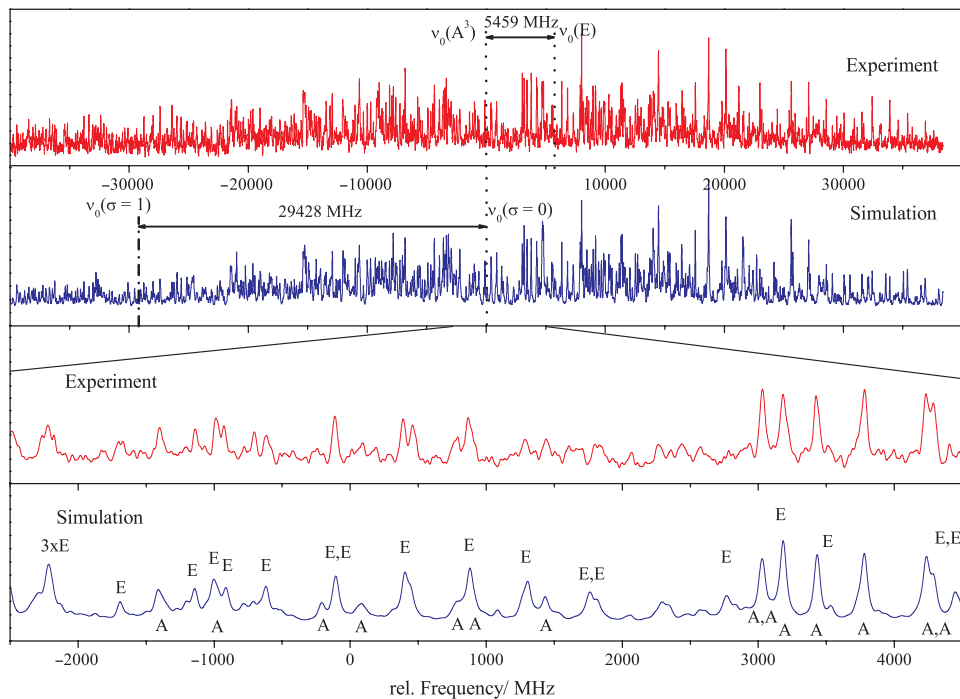 ν₀(A³) 5459 MHz ν₀(E)
Experiment
−30000 −20000 −10000 10000 20000 30000
ν₀(σ = 1) 29428 MHz ν₀(σ = 0) Simulation
Experiment
Simulation
3xE E E E E E E,E E E E E,E E E E E,E
A A A A A A A A,A A A A A,A
−2000 −1000 0 1000 2000 3000 4000
rel. Frequency/ MHz